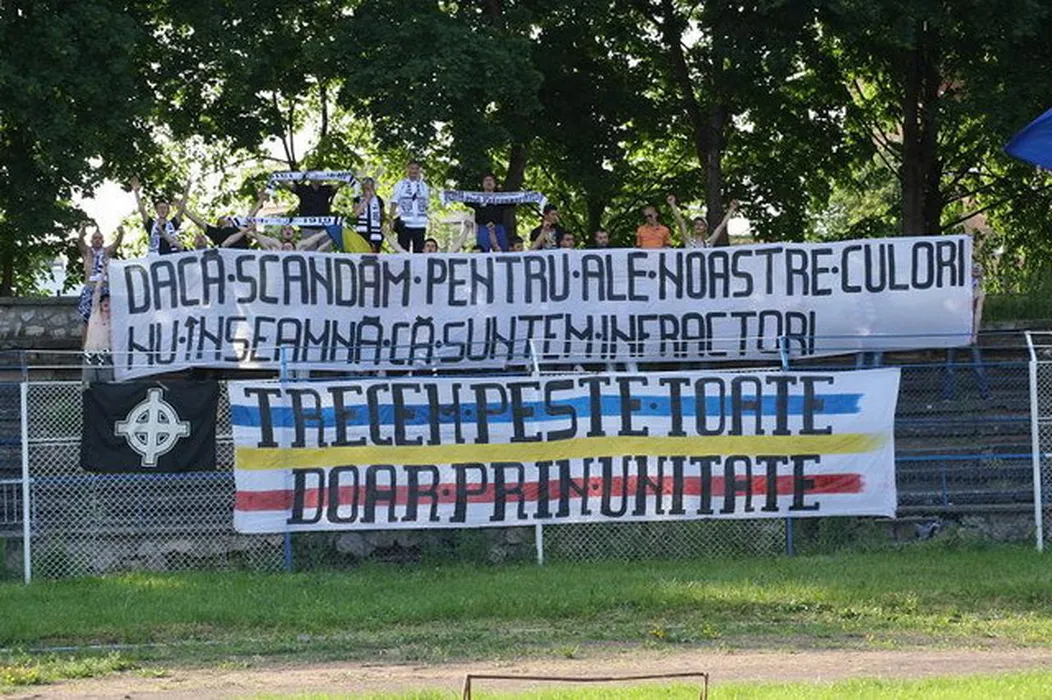 DACĂ·SCANDĂM·PENTRU·ALE·NOASTRE·CULORI
NU·ÎNSEAMNĂ·CĂ·SUNTEM·INFRACTORI
TRECEM·PESTE·TOATE
DOAR·PRIN·UNITATE